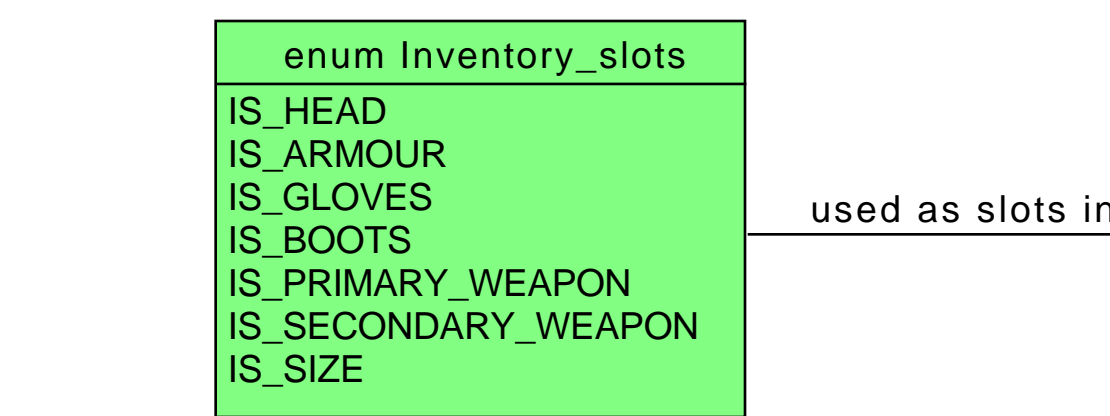 enum Inventory_slots
IS_HEAD
IS_ARMOUR
IS_GLOVES
IS_BOOTS
IS_PRIMARY_WEAPON
IS_SECONDARY_WEAPON
IS_SIZE
used as slots in